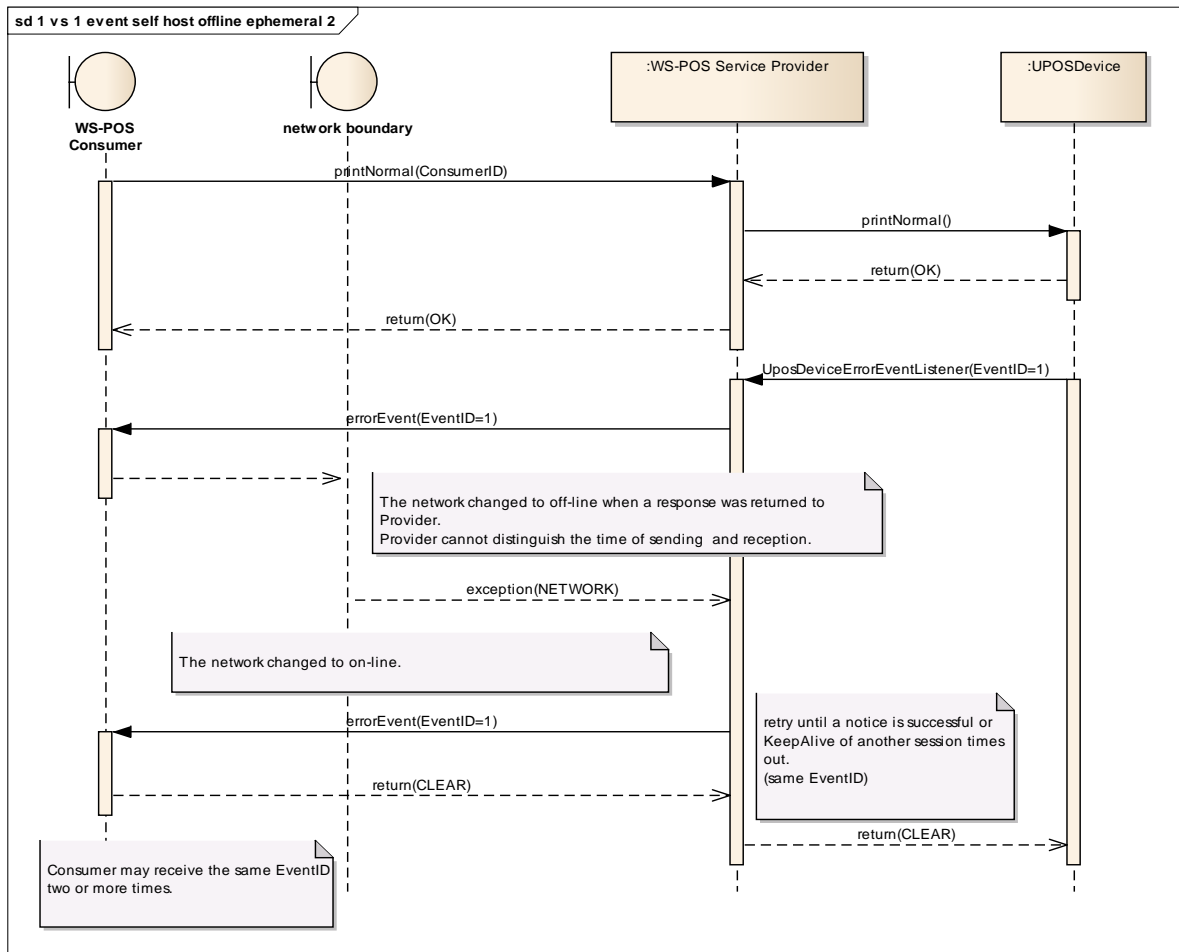 sd 1 vs 1 event self host offline ephemeral 2
WS-POS
Consumer
network boundary
:WS-POS Service Provider
:UPOSDevice
printNormal(ConsumerID)
printNormal()
return(OK)
return(OK)
UposDeviceErrorEventListener(EventID=1)
errorEvent(EventID=1)
The network changed to off-line when a response was returned to
Provider.
Provider cannot distinguish the time of sending and reception.
exception(NETWORK)
The network changed to on-line.
errorEvent(EventID=1)
retry until a notice is successful or
KeepAlive of another session times
out.
(same EventID)
return(CLEAR)
return(CLEAR)
Consumer may receive the same EventID
two or more times.